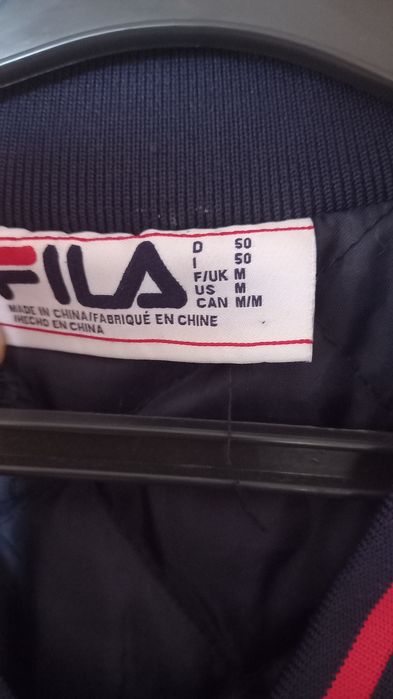 FILA
D 50
I 50
F/UK M
US M
CAN M/M
MADE IN CHINA/FABRIQUÉ EN CHINE
/HECHO EN CHINA